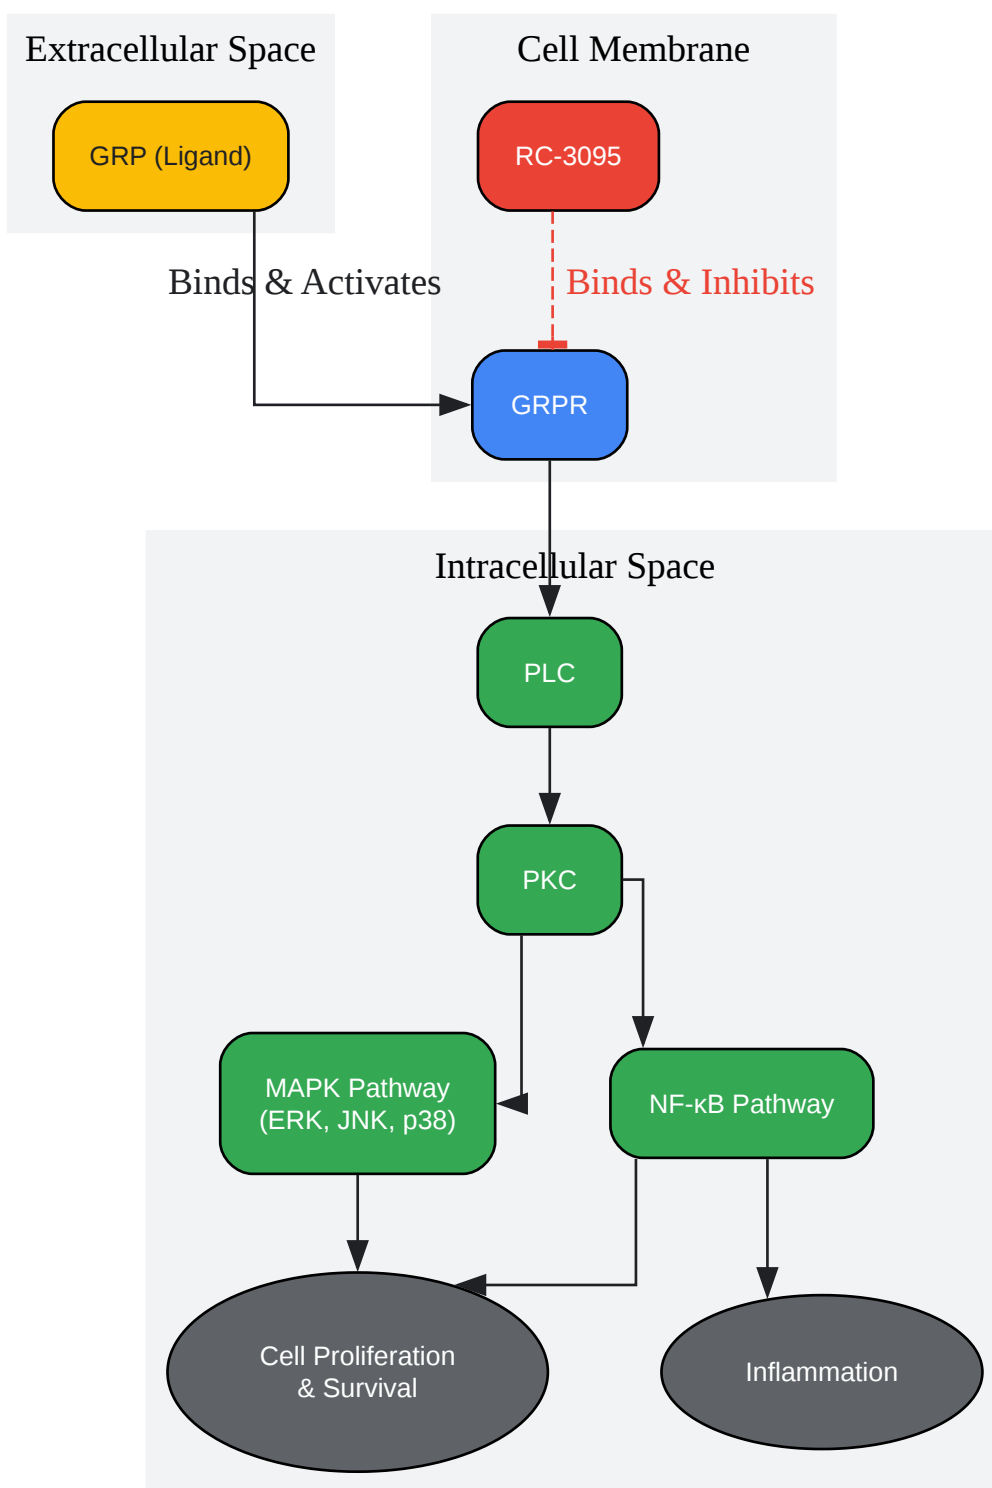 Extracellular Space
Cell Membrane
GRP (Ligand)
RC-3095
Binds & Activates
Binds & Inhibits
GRPR
Intracellular Space
PLC
PKC
MAPK Pathway
(ERK, JNK, p38)
NF-κB Pathway
Cell Proliferation
& Survival
Inflammation